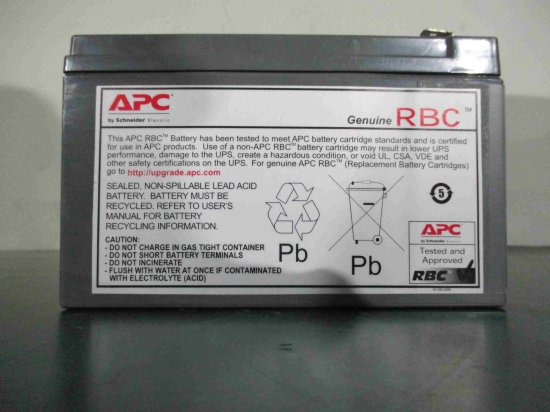 APC
by Schneider Electric
Genuine RBC™
This APC RBC™ Battery has been tested to meet APC battery cartridge standards and is certified
for use in APC products. Use of a non-APC RBC™ battery cartridge may result in lower UPS
performance, damage to the UPS, create a hazardous condition, or void UL, CSA, VDE and
other safety certifications on the UPS. For genuine APC RBC™ (Replacement Battery Cartridges)
go to http://upgrade.apc.com
SEALED, NON-SPILLABLE LEAD ACID
BATTERY. BATTERY MUST BE
RECYCLED. REFER TO USER'S
MANUAL FOR BATTERY
RECYCLING INFORMATION.
CAUTION:
- DO NOT CHARGE IN GAS TIGHT CONTAINER
- DO NOT SHORT BATTERY TERMINALS
- DO NOT INCINERATE
- FLUSH WITH WATER AT ONCE IF CONTAMINATED
WITH ELECTROLYTE (ACID)
Pb
Pb
5
APC
by Schneider Electric
Tested and
Approved
RBC